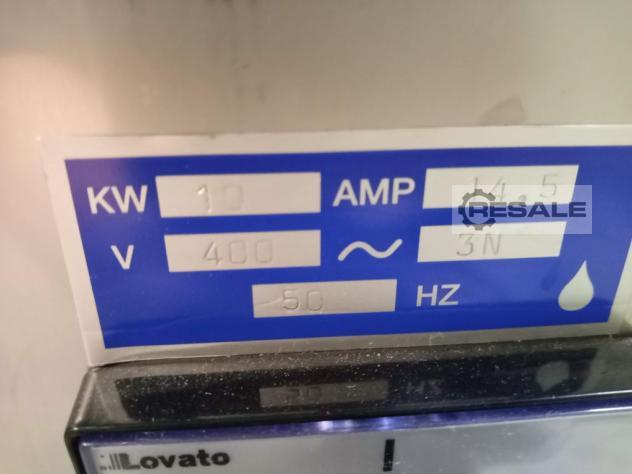 KW 10 AMP 14.5
RESALE
V 400 ~ 3N
50 HZ
Lovato